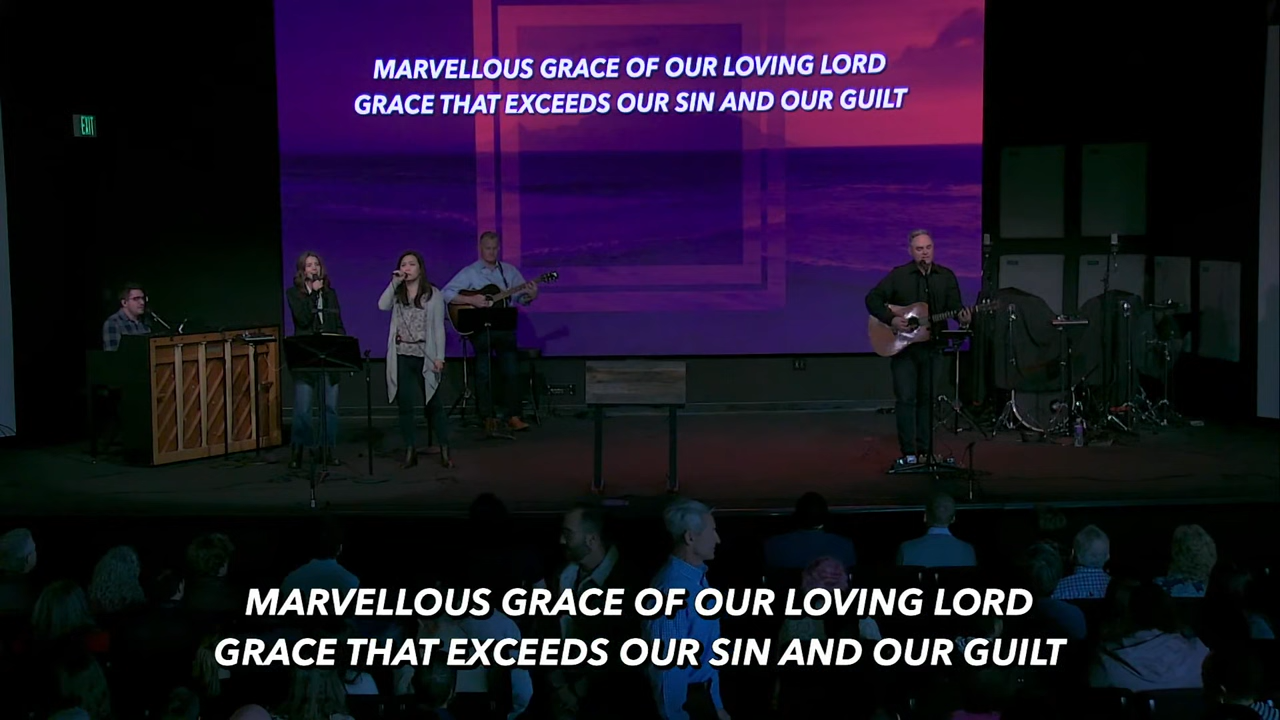 MARVELLOUS GRACE OF OUR LOVING LORD
GRACE THAT EXCEEDS OUR SIN AND OUR GUILT
EXIT
MARVELLOUS GRACE OF OUR LOVING LORD
GRACE THAT EXCEEDS OUR SIN AND OUR GUILT